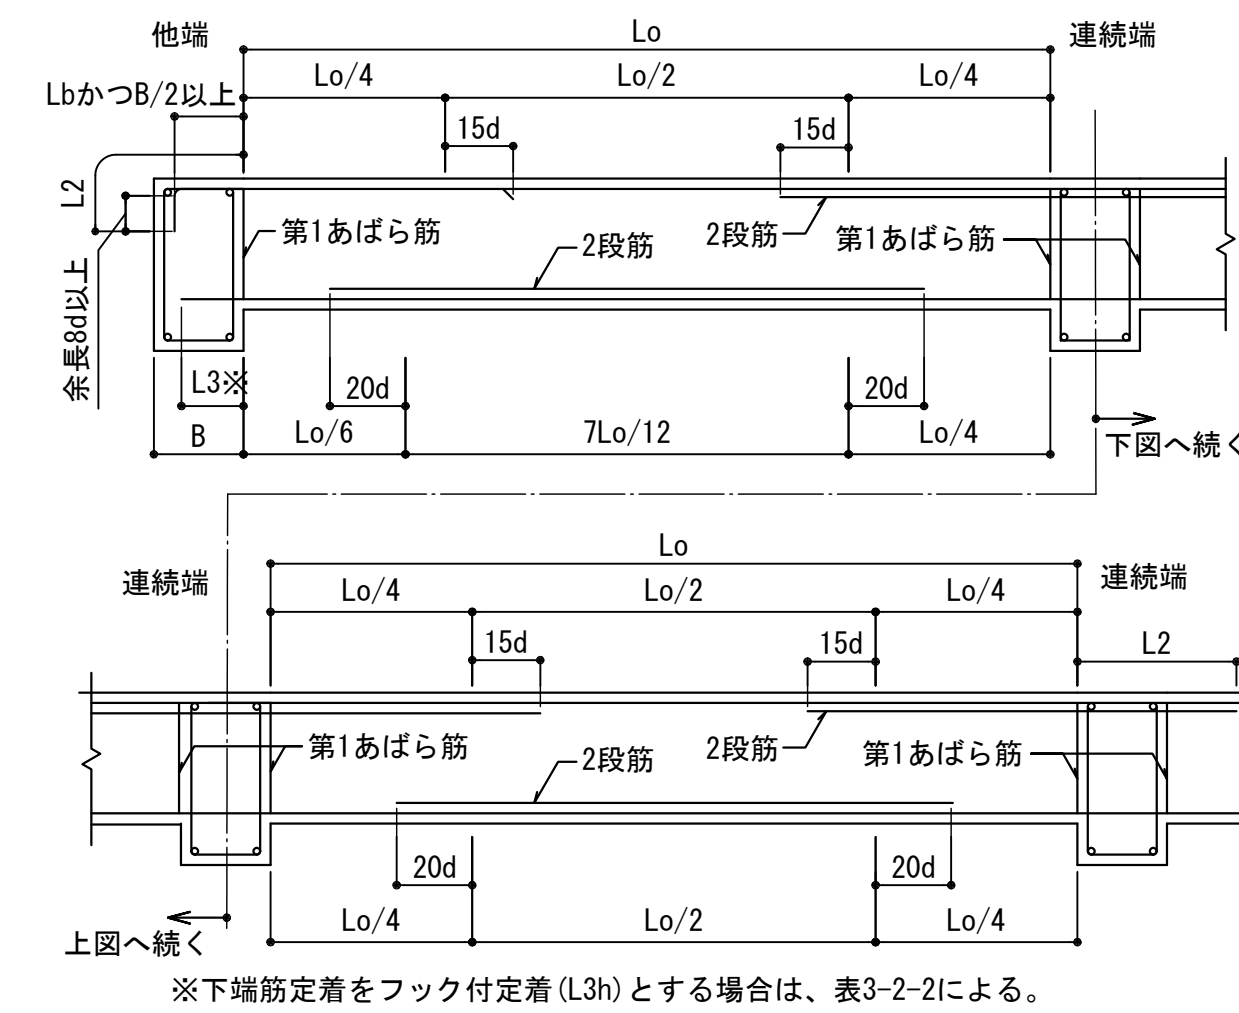 他端
Lo
連続端
Lo/4
Lo/2
Lo/4
LbかつB/2以上
15d
15d
L2
余長8d以上
第1あばら筋
2段筋
2段筋
第1あばら筋
L3※
20d
20d
B
Lo/6
7Lo/12
Lo/4
下図へ続く
Lo
連続端
連続端
Lo/4
Lo/2
Lo/4
15d
15d
L2
第1あばら筋
2段筋
2段筋
第1あばら筋
20d
20d
Lo/4
Lo/2
Lo/4
上図へ続く
※下端筋定着をフック付定着(L3h)とする場合は、表3-2-2による。